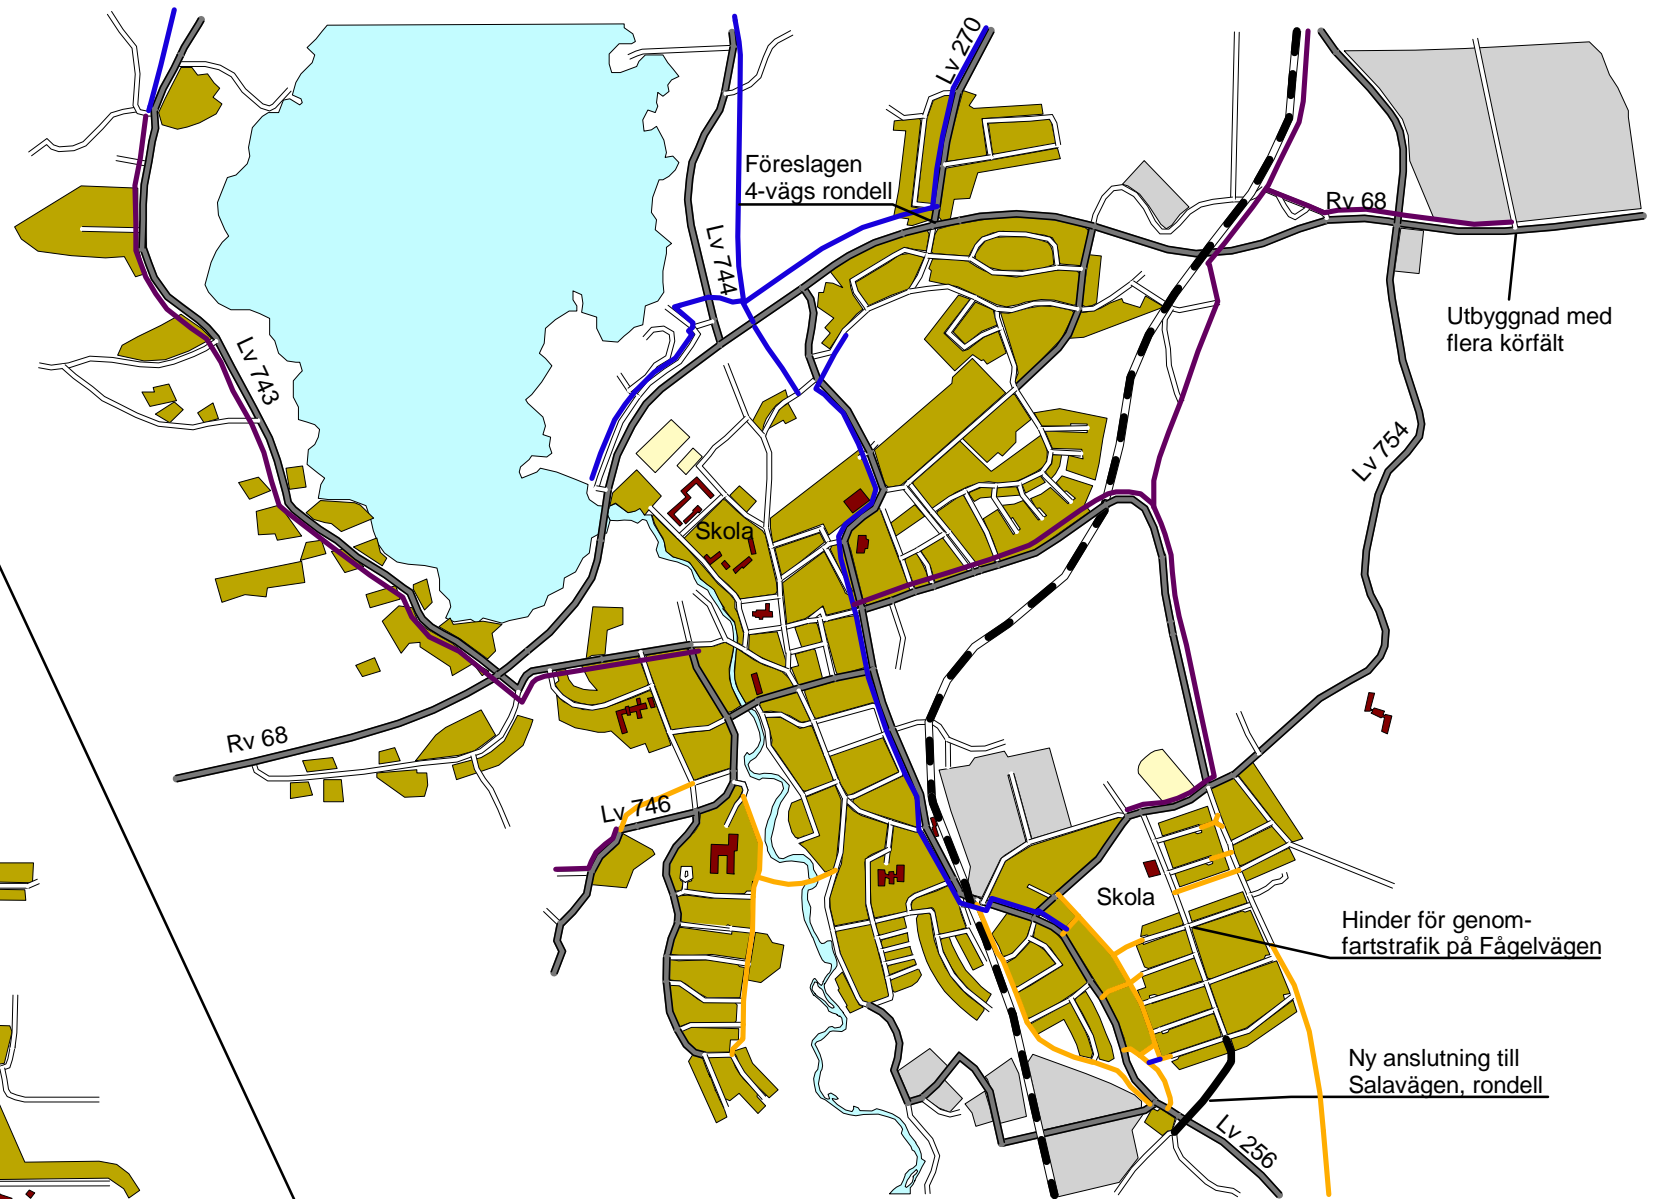 Lv 270
Föreslagen
4-vägs rondell
Rv 68
Lv 744
Utbyggnad med
flera körfält
Lv 743
Lv 754
Skola
Rv 68
Lv 746
Skola
Hinder för genom-
fartstrafik på Fågelvägen
Ny anslutning till
Salavägen, rondell
Lv 256